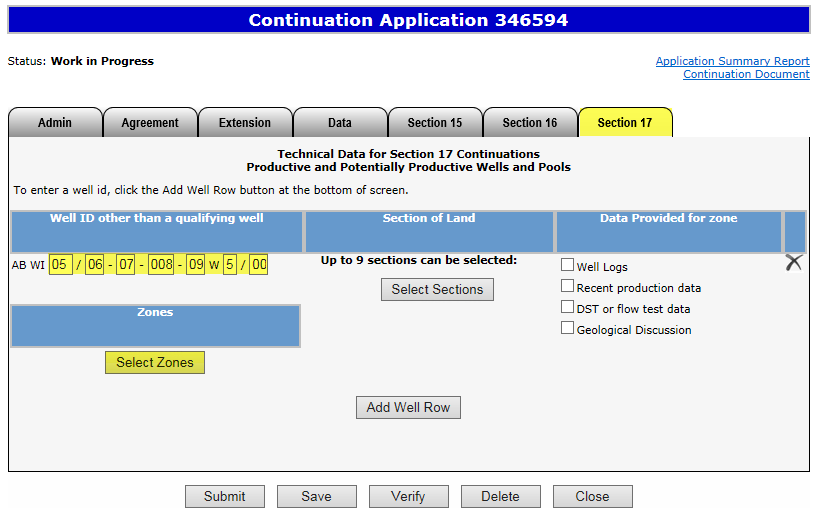 Continuation Application 346594
Status: Work in Progress
Application Summary Report
Continuation Document
Admin Agreement Extension Data Section 15 Section 16 Section 17
Technical Data for Section 17 Continuations
Productive and Potentially Productive Wells and Pools
To enter a well id, click the Add Well Row button at the bottom of screen.
Well ID other than a qualifying well Section of Land Data Provided for zone
AB WI 05 / 06 - 07 - 008 - 09 W 5 / 00
Up to 9 sections can be selected:
Select Sections
Well Logs
Recent production data
DST or flow test data
Geological Discussion
Zones
Select Zones
Add Well Row
Submit Save Verify Delete Close